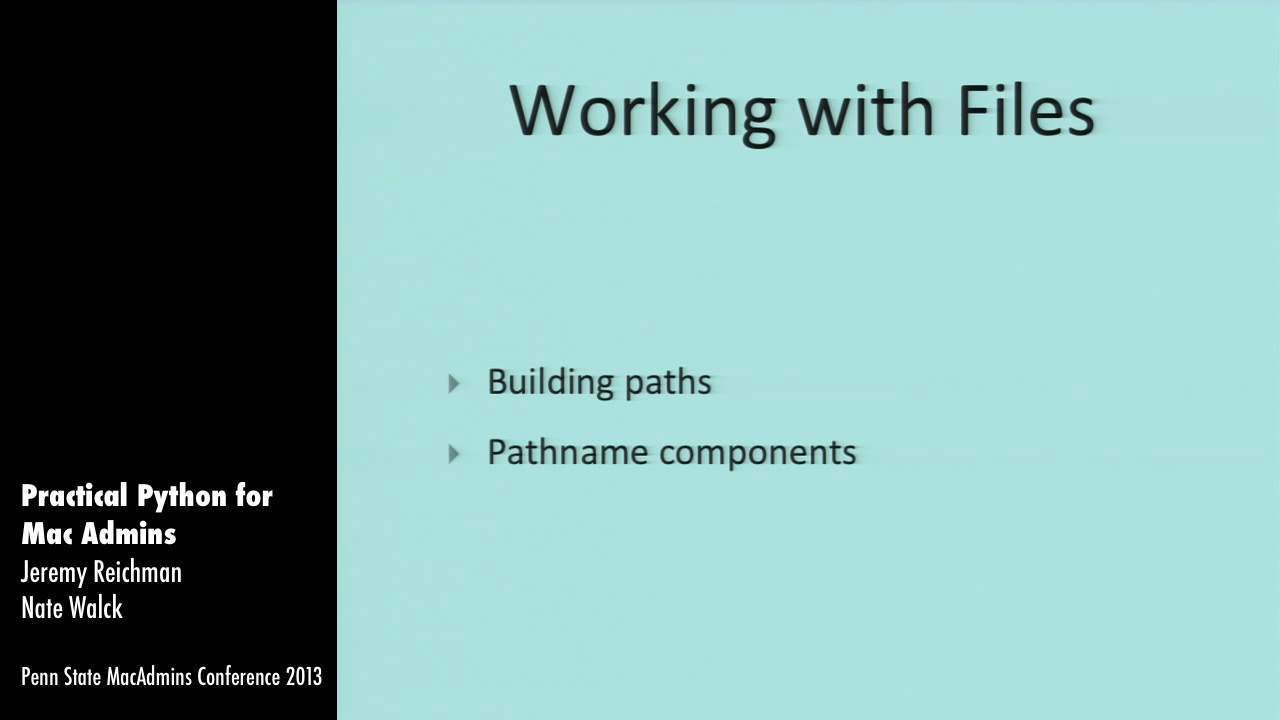 Working with Files
Building paths
Pathname components
Practical Python for
Mac Admins
Jeremy Reichman
Nate Walck
Penn State MacAdmins Conference 2013